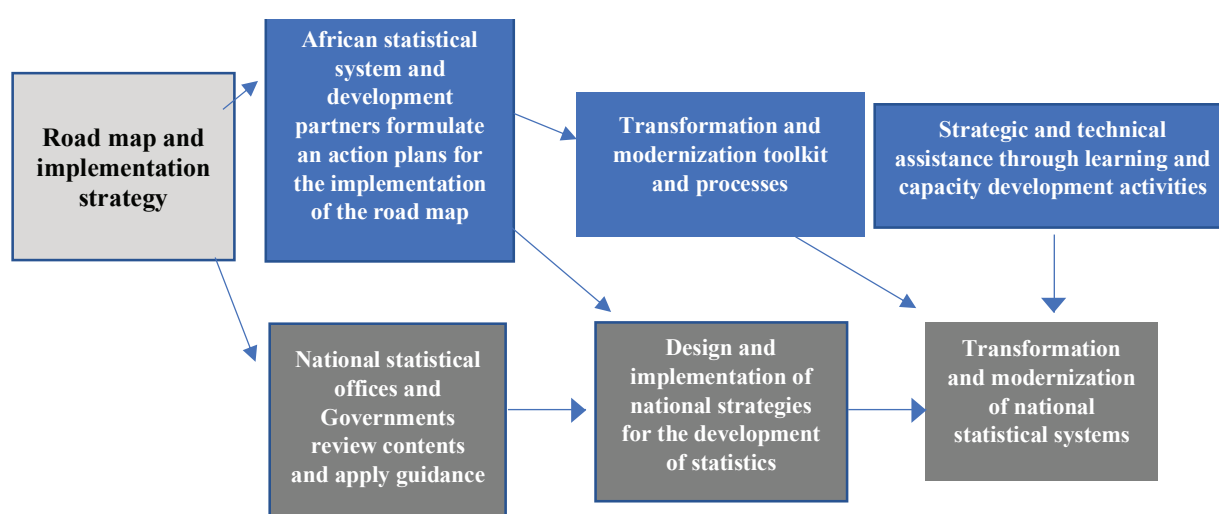 Road map and
implementation
strategy
African statistical
system and
development
partners formulate
an action plans for
the implementation
of the road map
Transformation and
modernization toolkit
and processes
Strategic and technical
assistance through learning and
capacity development activities
National statistical
offices and
Governments
review contents
and apply guidance
Design and
implementation of
national strategies
for the development
of statistics
Transformation
and modernization
of national
statistical systems